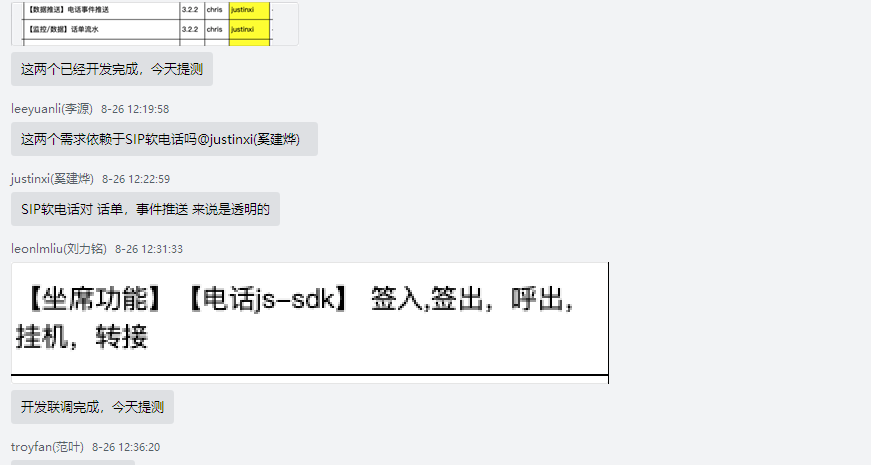 【数据推送】电话事件推送 3.2.2 chris justinxi
【监控/数据】话单流水 3.2.2 chris justinxi
这两个已经开发完成，今天提测
leeyuanli(李源) 8-26 12:19:58
这两个需求依赖于SIP软电话吗@justinxi(奚建烨)
justinxi(奚建烨) 8-26 12:22:59
SIP软电话对 话单，事件推送 来说是透明的
leonlmliu(刘力铭) 8-26 12:31:33
【坐席功能】【电话js-sdk】 签入,签出，呼出，
挂机，转接
开发联调完成，今天提测
troyfan(范叶) 8-26 12:36:20